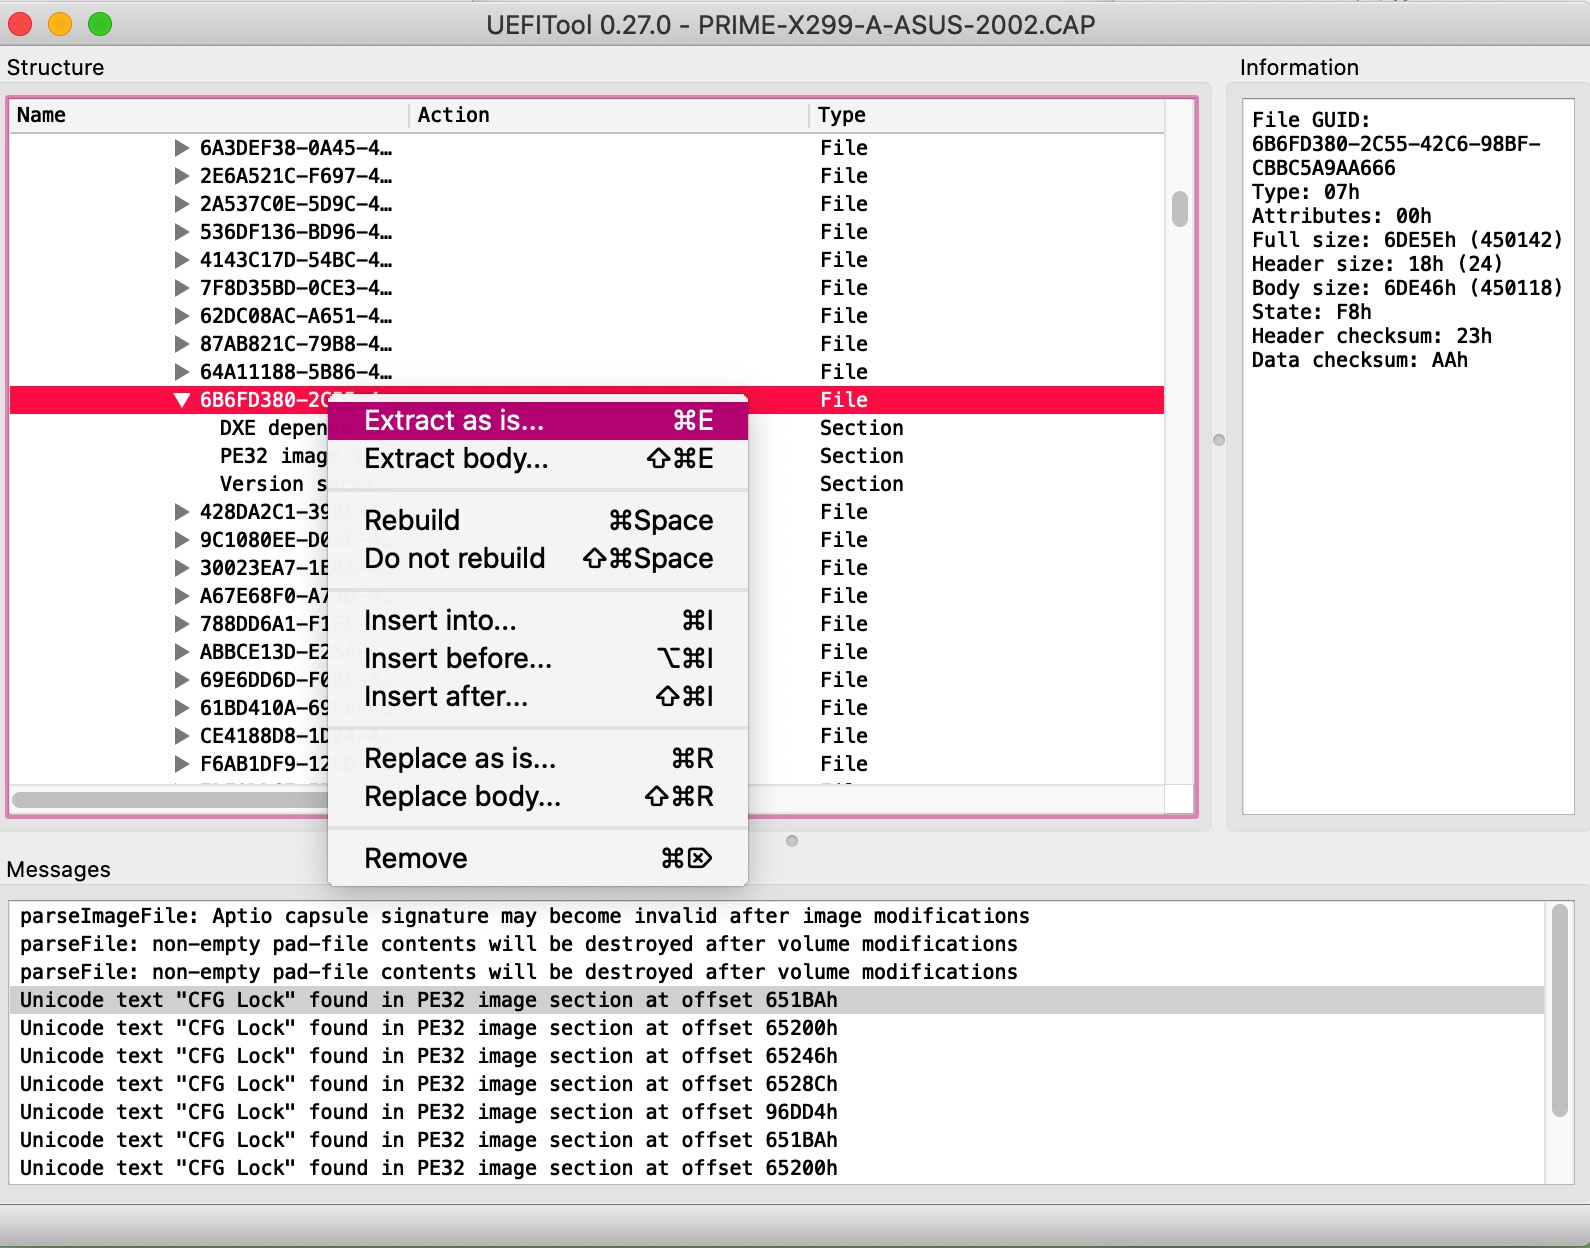 UEFITool 0.27.0 - PRIME-X299-A-ASUS-2002.CAP
Structure
Name Action Type
6A3DEF38-0A45-4… File
2E6A521C-F697-4… File
2A537C0E-5D9C-4… File
536DF136-BD96-4… File
4143C17D-54BC-4… File
7F8D35BD-0CE3-4… File
62DC08AC-A651-4… File
87AB821C-79B8-4… File
64A11188-5B86-4… File
6B6FD380-2C File
DXE depen Section
PE32 image Section
Version s Section
428DA2C1-39 File
9C1080EE-D0 File
30023EA7-1E File
A67E68F0-A7 File
788DD6A1-F1 File
ABBCE13D-E2 File
69E6DD6D-F0 File
61BD410A-69 File
CE4188D8-1D File
F6AB1DF9-12 File
Extract as is... ⌘E
Extract body... ⇧⌘E
Rebuild ⌘Space
Do not rebuild ⇧⌘Space
Insert into... ⌘I
Insert before... ⌥⌘I
Insert after... ⇧⌘I
Replace as is... ⌘R
Replace body... ⇧⌘R
Remove ⌘⌦
Information
File GUID:
6B6FD380-2C55-42C6-98BF-
CBBC5A9AA666
Type: 07h
Attributes: 00h
Full size: 6DE5Eh (450142)
Header size: 18h (24)
Body size: 6DE46h (450118)
State: F8h
Header checksum: 23h
Data checksum: AAh
Messages
parseImageFile: Aptio capsule signature may become invalid after image modifications
parseFile: non-empty pad-file contents will be destroyed after volume modifications
parseFile: non-empty pad-file contents will be destroyed after volume modifications
Unicode text "CFG Lock" found in PE32 image section at offset 651BAh
Unicode text "CFG Lock" found in PE32 image section at offset 65200h
Unicode text "CFG Lock" found in PE32 image section at offset 65246h
Unicode text "CFG Lock" found in PE32 image section at offset 6528Ch
Unicode text "CFG Lock" found in PE32 image section at offset 96DD4h
Unicode text "CFG Lock" found in PE32 image section at offset 651BAh
Unicode text "CFG Lock" found in PE32 image section at offset 65200h